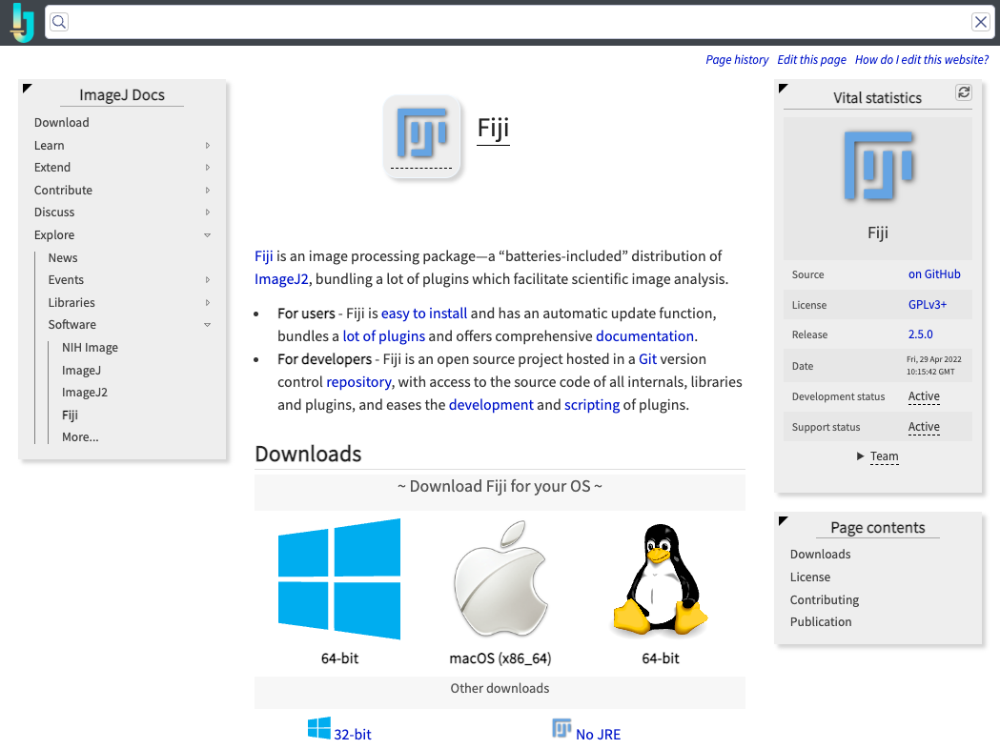 Page history Edit this page How do I edit this website?
ImageJ Docs
Download
Learn
Extend
Contribute
Discuss
Explore
News
Events
Libraries
Software
NIH Image
ImageJ
ImageJ2
Fiji
More...
Fiji
Fiji is an image processing package—a “batteries-included” distribution of
ImageJ2, bundling a lot of plugins which facilitate scientific image analysis.
For users - Fiji is easy to install and has an automatic update function,
bundles a lot of plugins and offers comprehensive documentation.
For developers - Fiji is an open source project hosted in a Git version
control repository, with access to the source code of all internals, libraries
and plugins, and eases the development and scripting of plugins.
Downloads
~ Download Fiji for your OS ~
64-bit
macOS (x86_64)
64-bit
Other downloads
32-bit
No JRE
Vital statistics
Fiji
Source on GitHub
License GPLv3+
Release 2.5.0
Date Fri, 29 Apr 2022
10:15:42 GMT
Development status Active
Support status Active
Team
Page contents
Downloads
License
Contributing
Publication